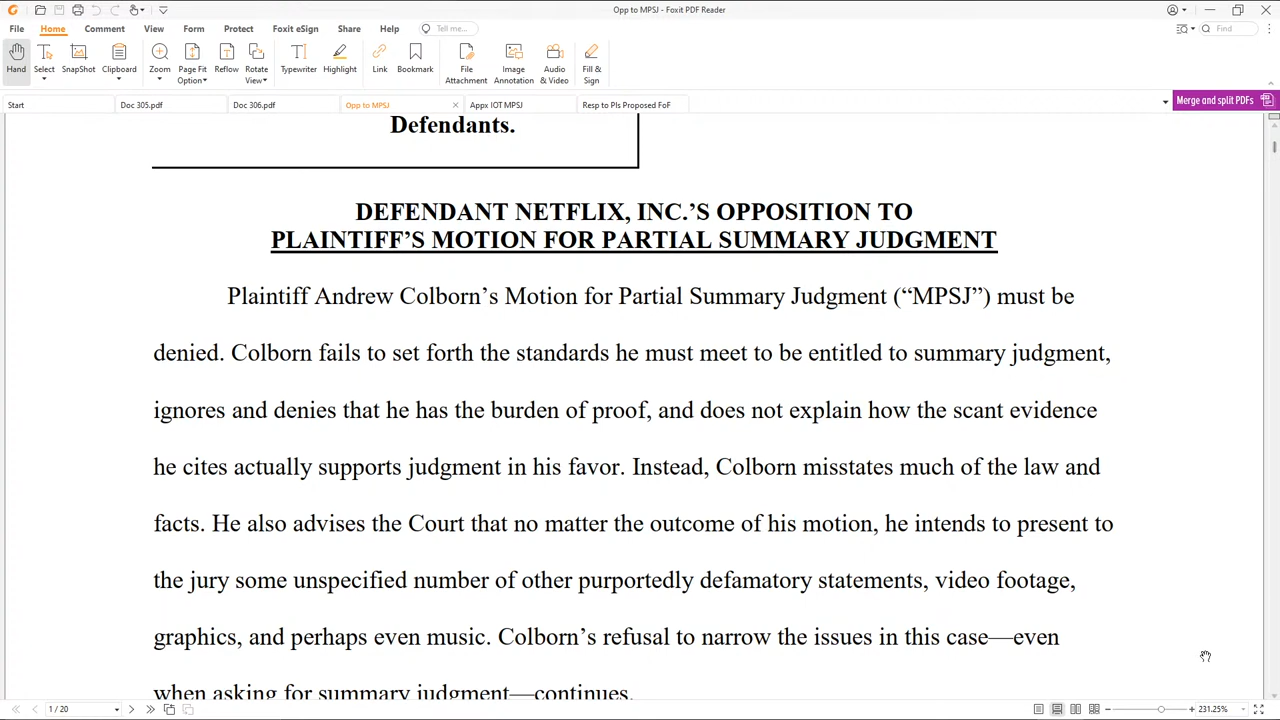 Opp to MPSJ - Foxit PDF Reader
File Home Comment View Form Protect Foxit eSign Share Help Tell me... Find
Hand Select SnapShot Clipboard Zoom Page Fit Option Reflow Rotate View Typewriter Highlight Link Bookmark File Attachment Image Annotation Audio & Video Fill & Sign
Start Doc 305.pdf Doc 306.pdf Opp to MPSJ Appx IOT MPSJ Resp to Pls Proposed FoF Merge and split PDFs
Defendants.
DEFENDANT NETFLIX, INC.’S OPPOSITION TO
PLAINTIFF’S MOTION FOR PARTIAL SUMMARY JUDGMENT
Plaintiff Andrew Colborn’s Motion for Partial Summary Judgment (“MPSJ”) must be
denied. Colborn fails to set forth the standards he must meet to be entitled to summary judgment,
ignores and denies that he has the burden of proof, and does not explain how the scant evidence
he cites actually supports judgment in his favor. Instead, Colborn misstates much of the law and
facts. He also advises the Court that no matter the outcome of his motion, he intends to present to
the jury some unspecified number of other purportedly defamatory statements, video footage,
graphics, and perhaps even music. Colborn’s refusal to narrow the issues in this case—even
when asking for summary judgment—continues.
1 / 20 231.25%